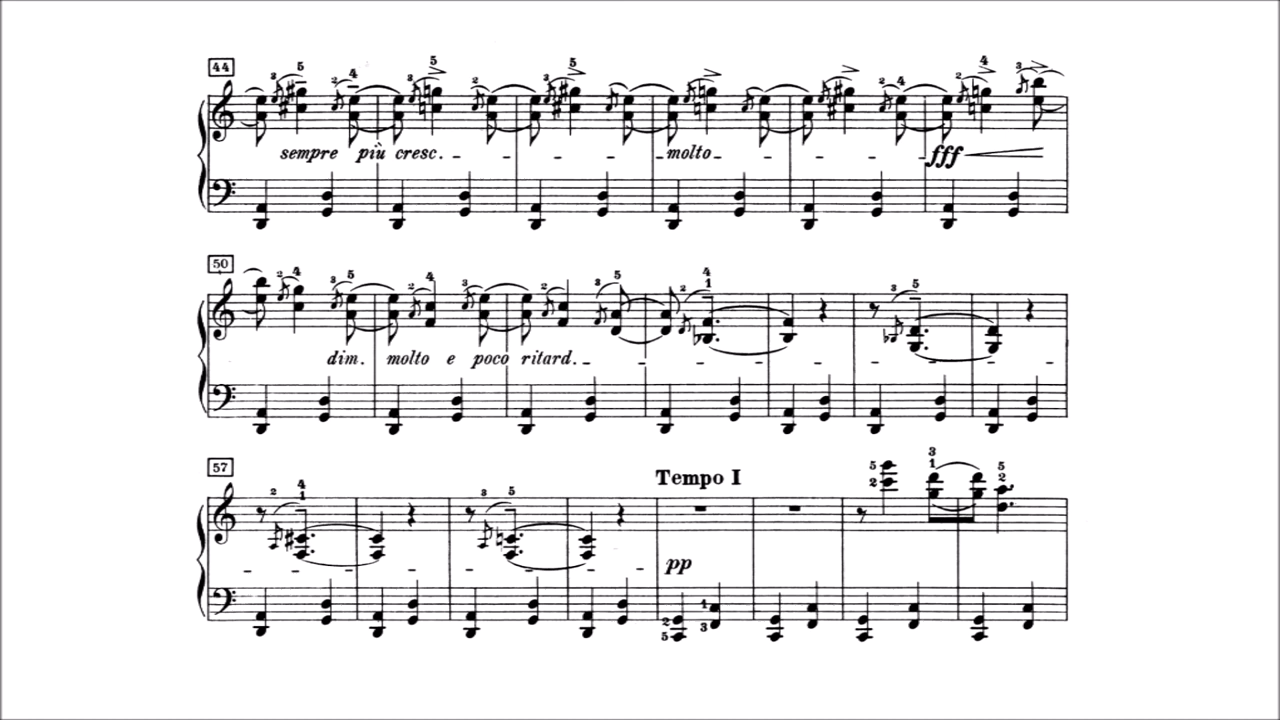 44
sempre più cresc. molto fff
50
dim. molto e poco ritard.
57
Tempo I
pp